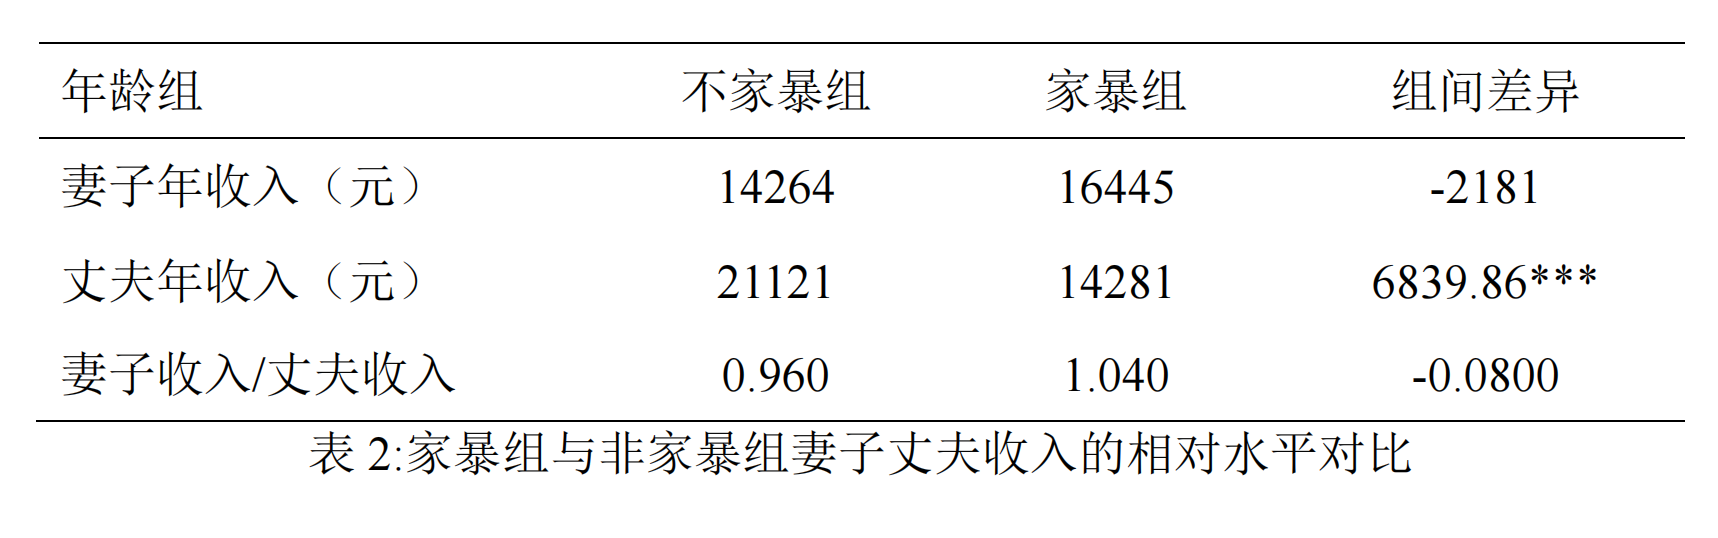 年龄组 不家暴组 家暴组 组间差异
妻子年收入（元） 14264 16445 -2181
丈夫年收入（元） 21121 14281 6839.86***
妻子收入/丈夫收入 0.960 1.040 -0.0800
表 2:家暴组与非家暴组妻子丈夫收入的相对水平对比